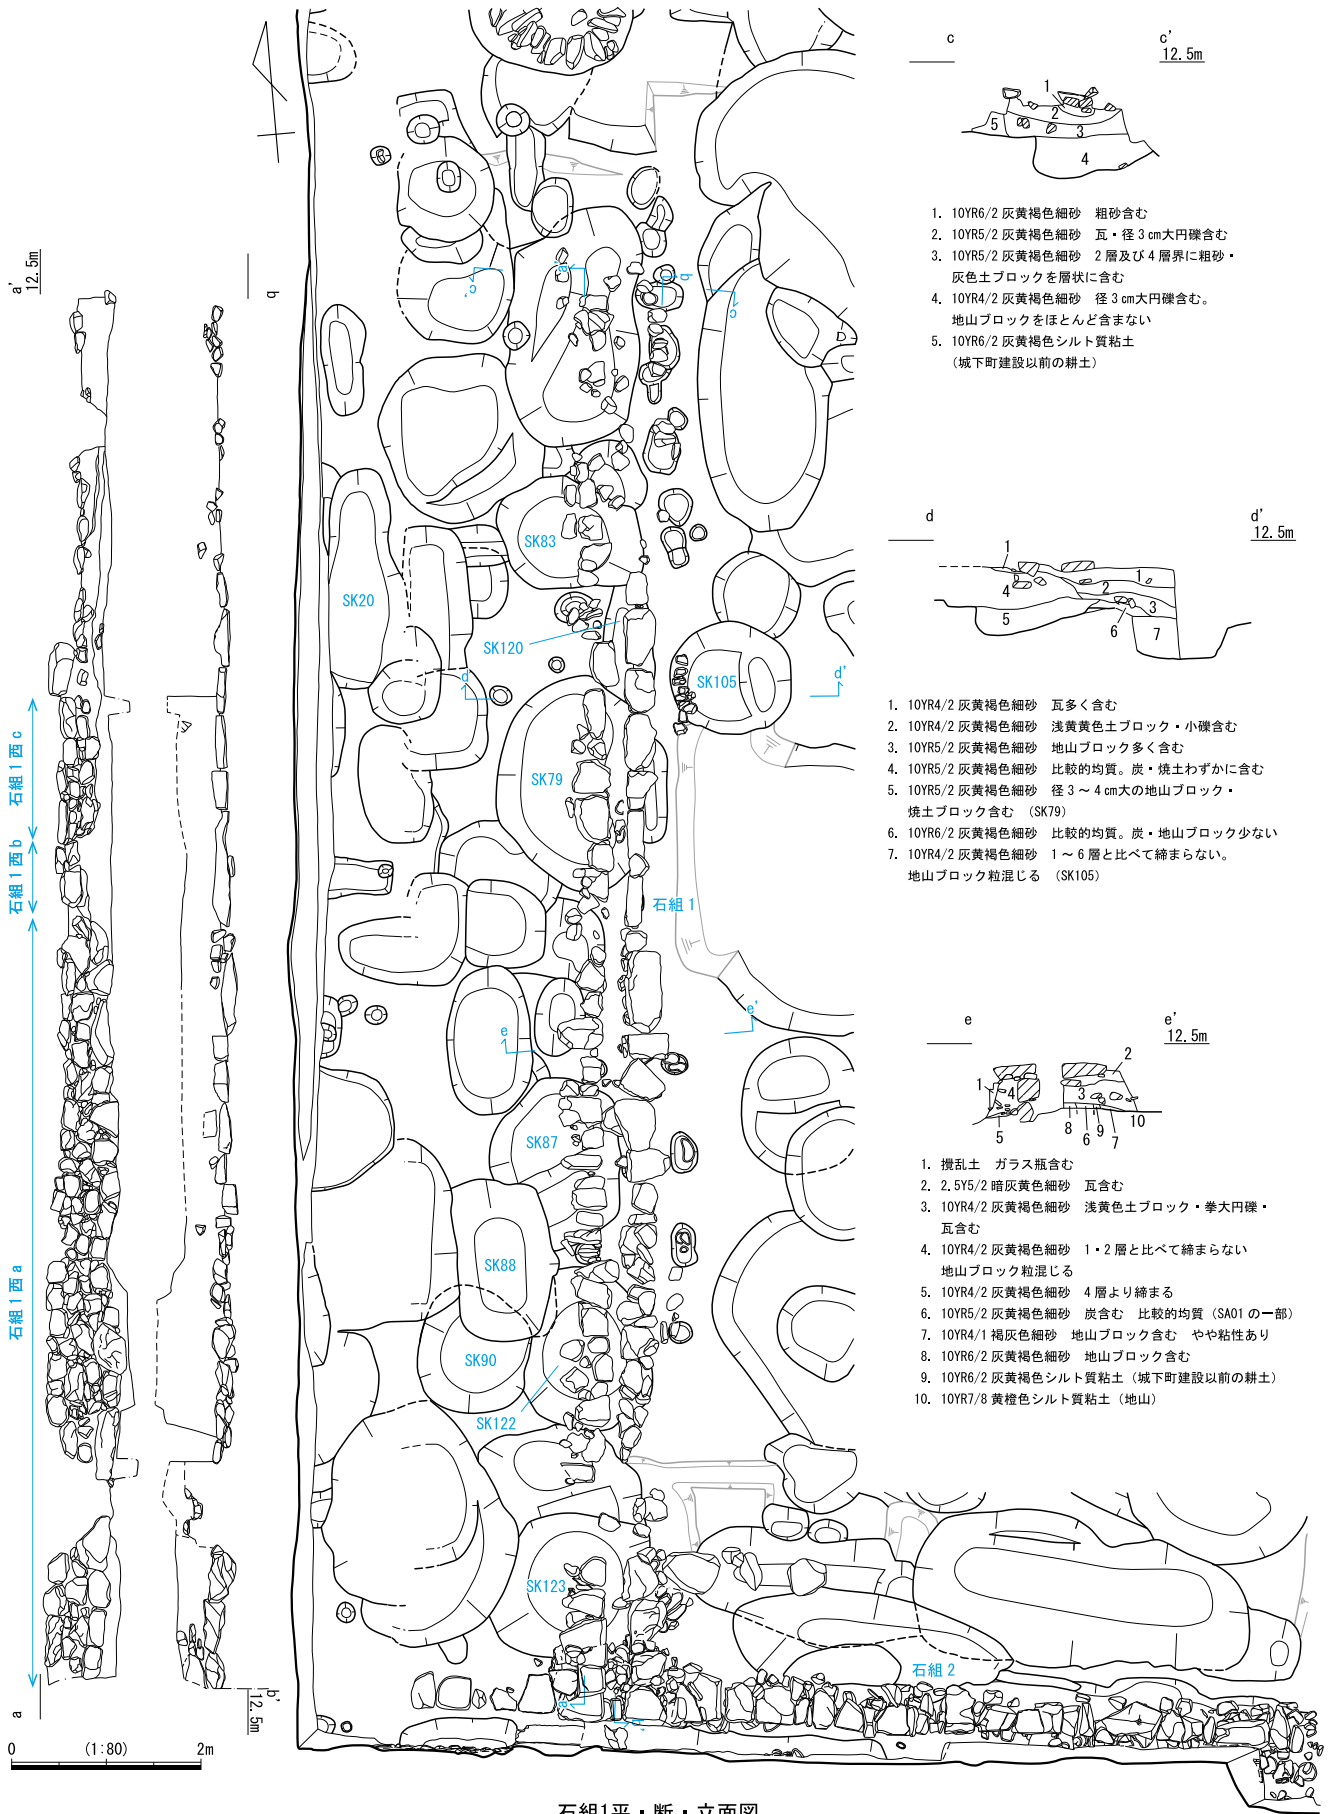 c
c’
12.5m
1
2
3
4
5
1. 10YR6/2 灰黄褐色細砂　粗砂含む
2. 10YR5/2 灰黄褐色細砂　瓦・径 3 cm大円礫含む
3. 10YR5/2 灰黄褐色細砂　2 層及び 4 層界に粗砂・
灰色土ブロックを層状に含む
4. 10YR4/2 灰黄褐色細砂　径 3 cm大円礫含む。
地山ブロックをほとんど含まない
5. 10YR6/2 灰黄褐色シルト質粘土
（城下町建設以前の耕土）
d
d’
12.5m
1
1
2
3
4
5
6
7
1. 10YR4/2 灰黄褐色細砂　瓦多く含む
2. 10YR4/2 灰黄褐色細砂　浅黄黄色土ブロック・小礫含む
3. 10YR5/2 灰黄褐色細砂　地山ブロック多く含む
4. 10YR5/2 灰黄褐色細砂　比較的均質。炭・焼土わずかに含む
5. 10YR5/2 灰黄褐色細砂　径 3 ～ 4 cm大の地山ブロック・
焼土ブロック含む　（SK79）
6. 10YR6/2 灰黄褐色細砂　比較的均質。炭・地山ブロック少ない
7. 10YR4/2 灰黄褐色細砂　1 ～ 6 層と比べて締まらない。
地山ブロック粒混じる　（SK105）
e
e’
12.5m
2
1
4
3
5
8
6
9
7
10
1. 攪乱土　ガラス瓶含む
2. 2.5Y5/2 暗灰黄色細砂　瓦含む
3. 10YR4/2 灰黄褐色細砂　浅黄色土ブロック・拳大円礫・
瓦含む
4. 10YR4/2 灰黄褐色細砂　1・2 層と比べて締まらない
地山ブロック粒混じる
5. 10YR4/2 灰黄褐色細砂　4 層より締まる
6. 10YR5/2 灰黄褐色細砂　炭含む　比較的均質（SA01 の一部）
7. 10YR4/1 褐灰色細砂　地山ブロック含む　やや粘性あり
8. 10YR6/2 灰黄褐色細砂　地山ブロック含む
9. 10YR6/2 灰黄褐色シルト質粘土（城下町建設以前の耕土）
10. 10YR7/8 黄橙色シルト質粘土（地山）
a’
12.5m
b
石組 1 西 c
石組 1 西 b
石組 1 西 a
a
b’
12.5m
a’
b
c’
c
SK83
SK20
SK120
SK105
d
d’
SK79
石組 1
e
e’
SK87
SK88
SK90
SK122
SK123
石組 2
a
b’
0
(1:80)
2m
石組1平・断・立面図